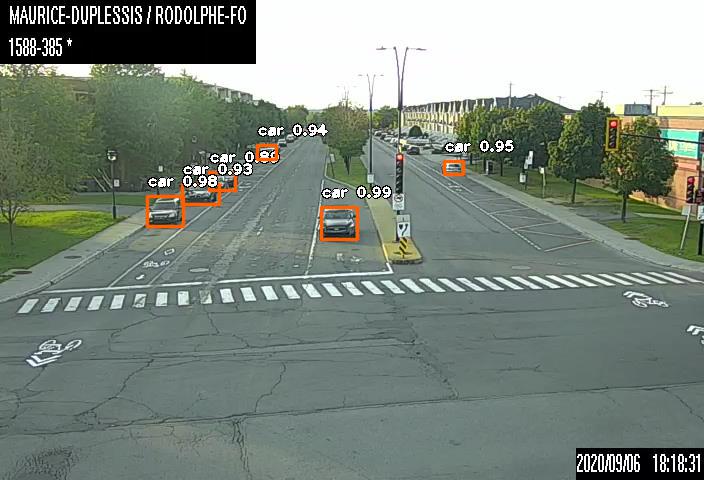 MAURICE-DUPLESSIS / RODOLPHE-FO
1588-385 *
car 0.94
car 0.95
car 0.93
car 0.98
car 0.99
2020/09/06 18:18:31